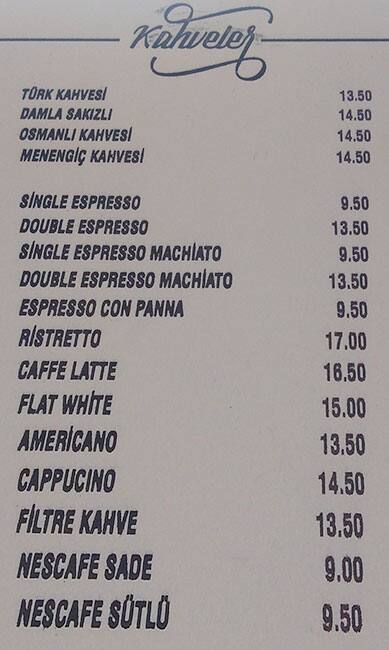 Kahveler
TÜRK KAHVESİ 13.50
DAMLA SAKIZLI 14.50
OSMANLI KAHVESİ 14.50
MENENGİÇ KAHVESİ 14.50
SİNGLE ESPRESSO 9.50
DOUBLE ESPRESSO 13.50
SİNGLE ESPRESSO MACHİATO 9.50
DOUBLE ESPRESSO MACHİATO 13.50
ESPRESSO CON PANNA 9.50
RİSTRETTO 17.00
CAFFE LATTE 16.50
FLAT WHİTE 15.00
AMERİCANO 13.50
CAPPUCINO 14.50
FİLTRE KAHVE 13.50
NESCAFE SADE 9.00
NESCAFE SÜTLÜ 9.50